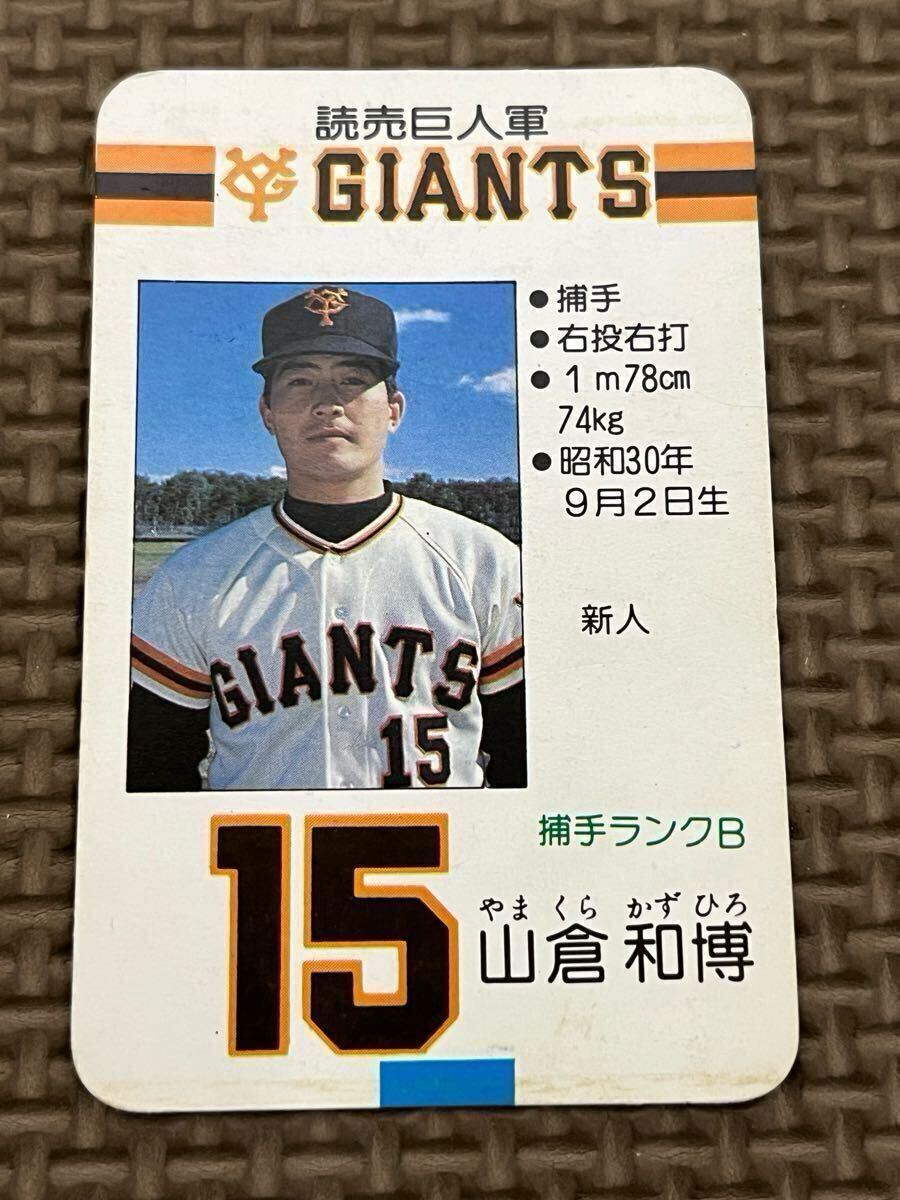 読売巨人軍
YG GIANTS
●捕手
●右投右打
●1m78cm
74kg
●昭和30年
9月2日生
新人
GIANTS
15
捕手ランクB
15
やま くら かず ひろ
山倉 和博